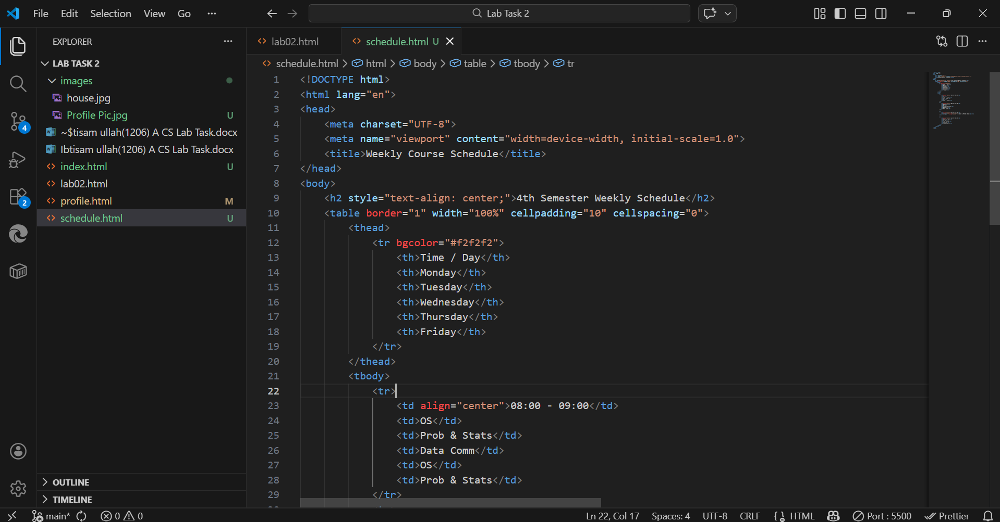 File Edit Selection View Go ···
Lab Task 2
EXPLORER
LAB TASK 2
images
house.jpg
Profile Pic.jpg U
~$tisam ullah(1206) A CS Lab Task.docx
Ibtisam ullah(1206) A CS Lab Task.docx
index.html U
lab02.html
profile.html M
schedule.html U
4
2
OUTLINE
TIMELINE
lab02.html
schedule.html U
schedule.html > html > body > table > tbody > tr
1 <!DOCTYPE html>
2 <html lang="en">
3 <head>
4 <meta charset="UTF-8">
5 <meta name="viewport" content="width=device-width, initial-scale=1.0">
6 <title>Weekly Course Schedule</title>
7 </head>
8 <body>
9 <h2 style="text-align: center;">4th Semester Weekly Schedule</h2>
10 <table border="1" width="100%" cellpadding="10" cellspacing="0">
11 <thead>
12 <tr bgcolor="#f2f2f2">
13 <th>Time / Day</th>
14 <th>Monday</th>
15 <th>Tuesday</th>
16 <th>Wednesday</th>
17 <th>Thursday</th>
18 <th>Friday</th>
19 </tr>
20 </thead>
21 <tbody>
22 <tr>
23 <td align="center">08:00 - 09:00</td>
24 <td>OS</td>
25 <td>Prob & Stats</td>
26 <td>Data Comm</td>
27 <td>OS</td>
28 <td>Prob & Stats</td>
29 </tr>
main* 0 0
Ln 22, Col 17 Spaces: 4 UTF-8 CRLF {} HTML Port : 5500 Prettier